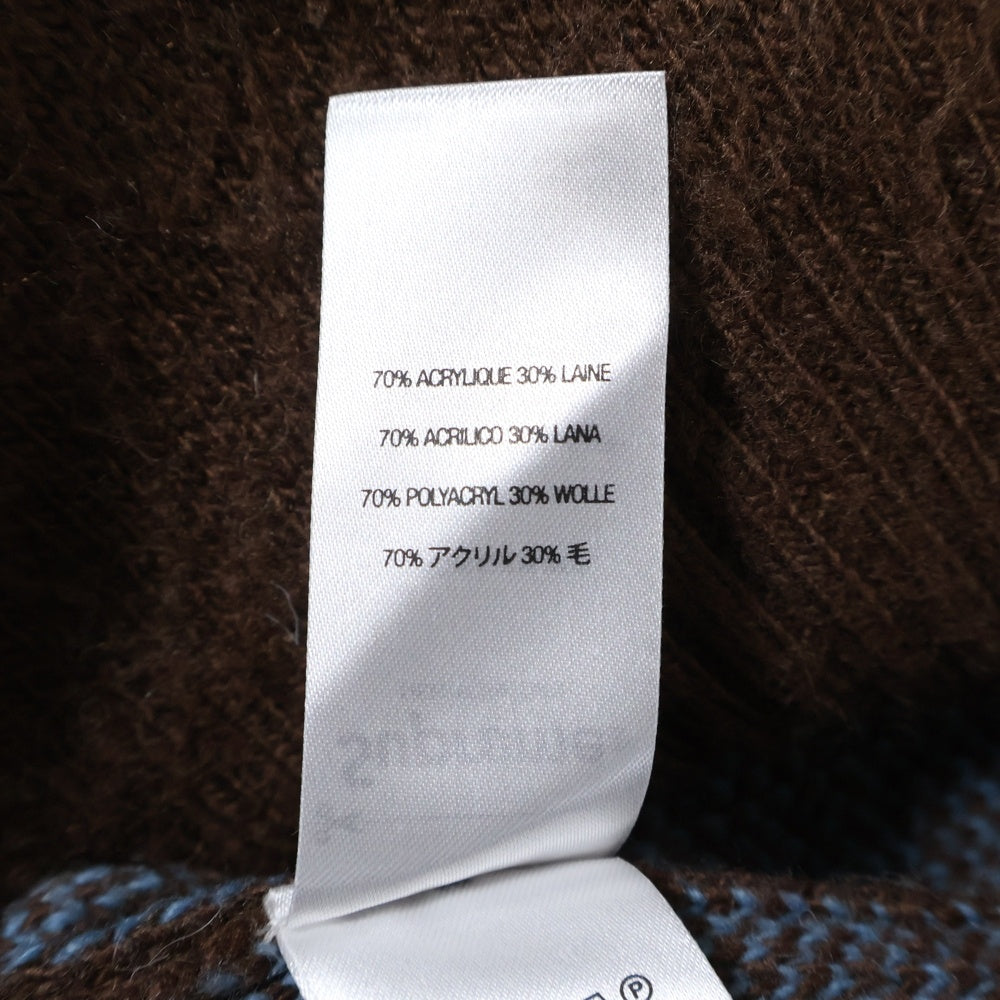 70% ACRYLIQUE 30% LAINE
70% ACRILICO 30% LANA
70% POLYACRYL 30% WOLLE
70% アクリル 30% 毛
P